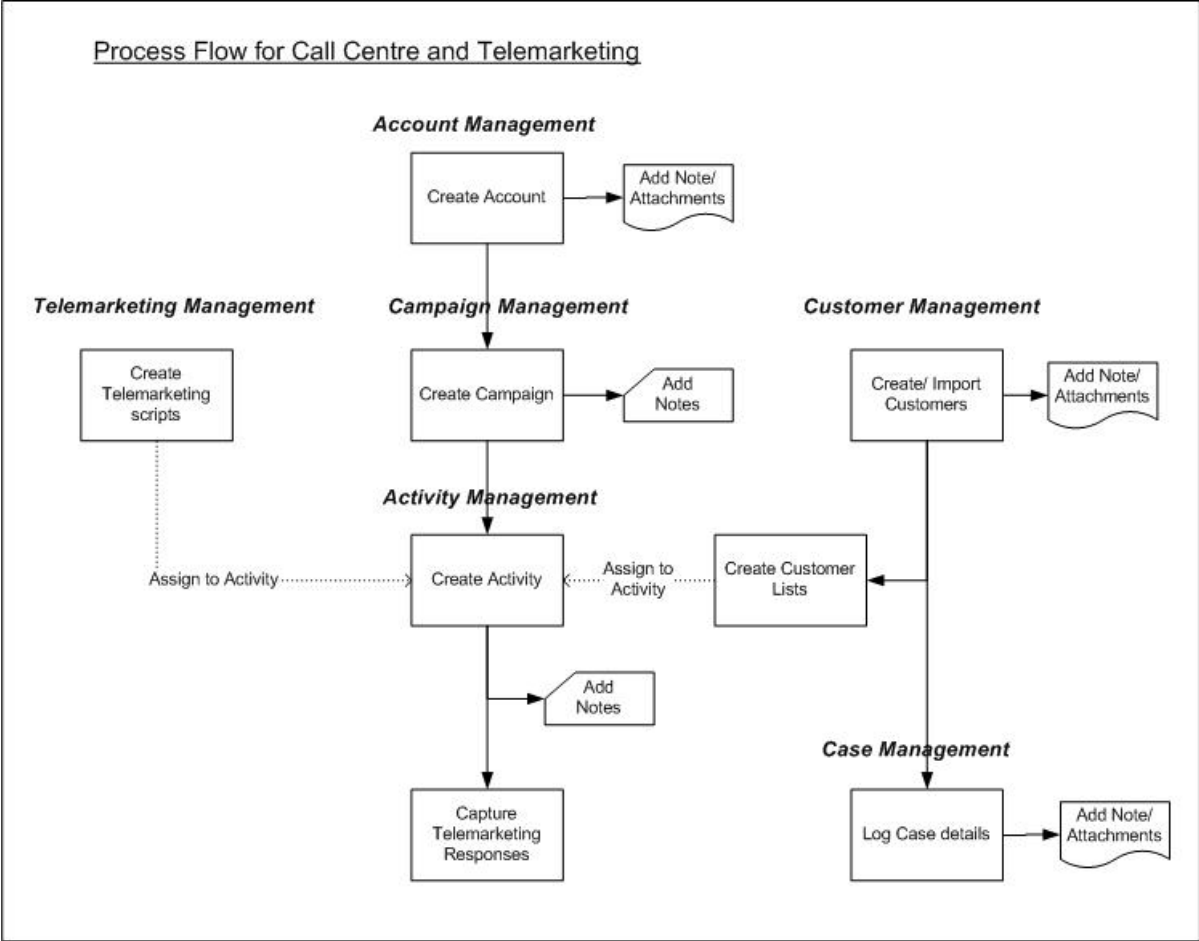 Process Flow for Call Centre and Telemarketing
Account Management
Create Account
Add Note/
Attachments
Telemarketing Management
Campaign Management
Customer Management
Create
Telemarketing
scripts
Create Campaign
Add
Notes
Create/ Import
Customers
Add Note/
Attachments
Activity Management
Assign to Activity
Create Activity
Assign to
Activity
Create Customer
Lists
Add
Notes
Case Management
Capture
Telemarketing
Responses
Log Case details
Add Note/
Attachments